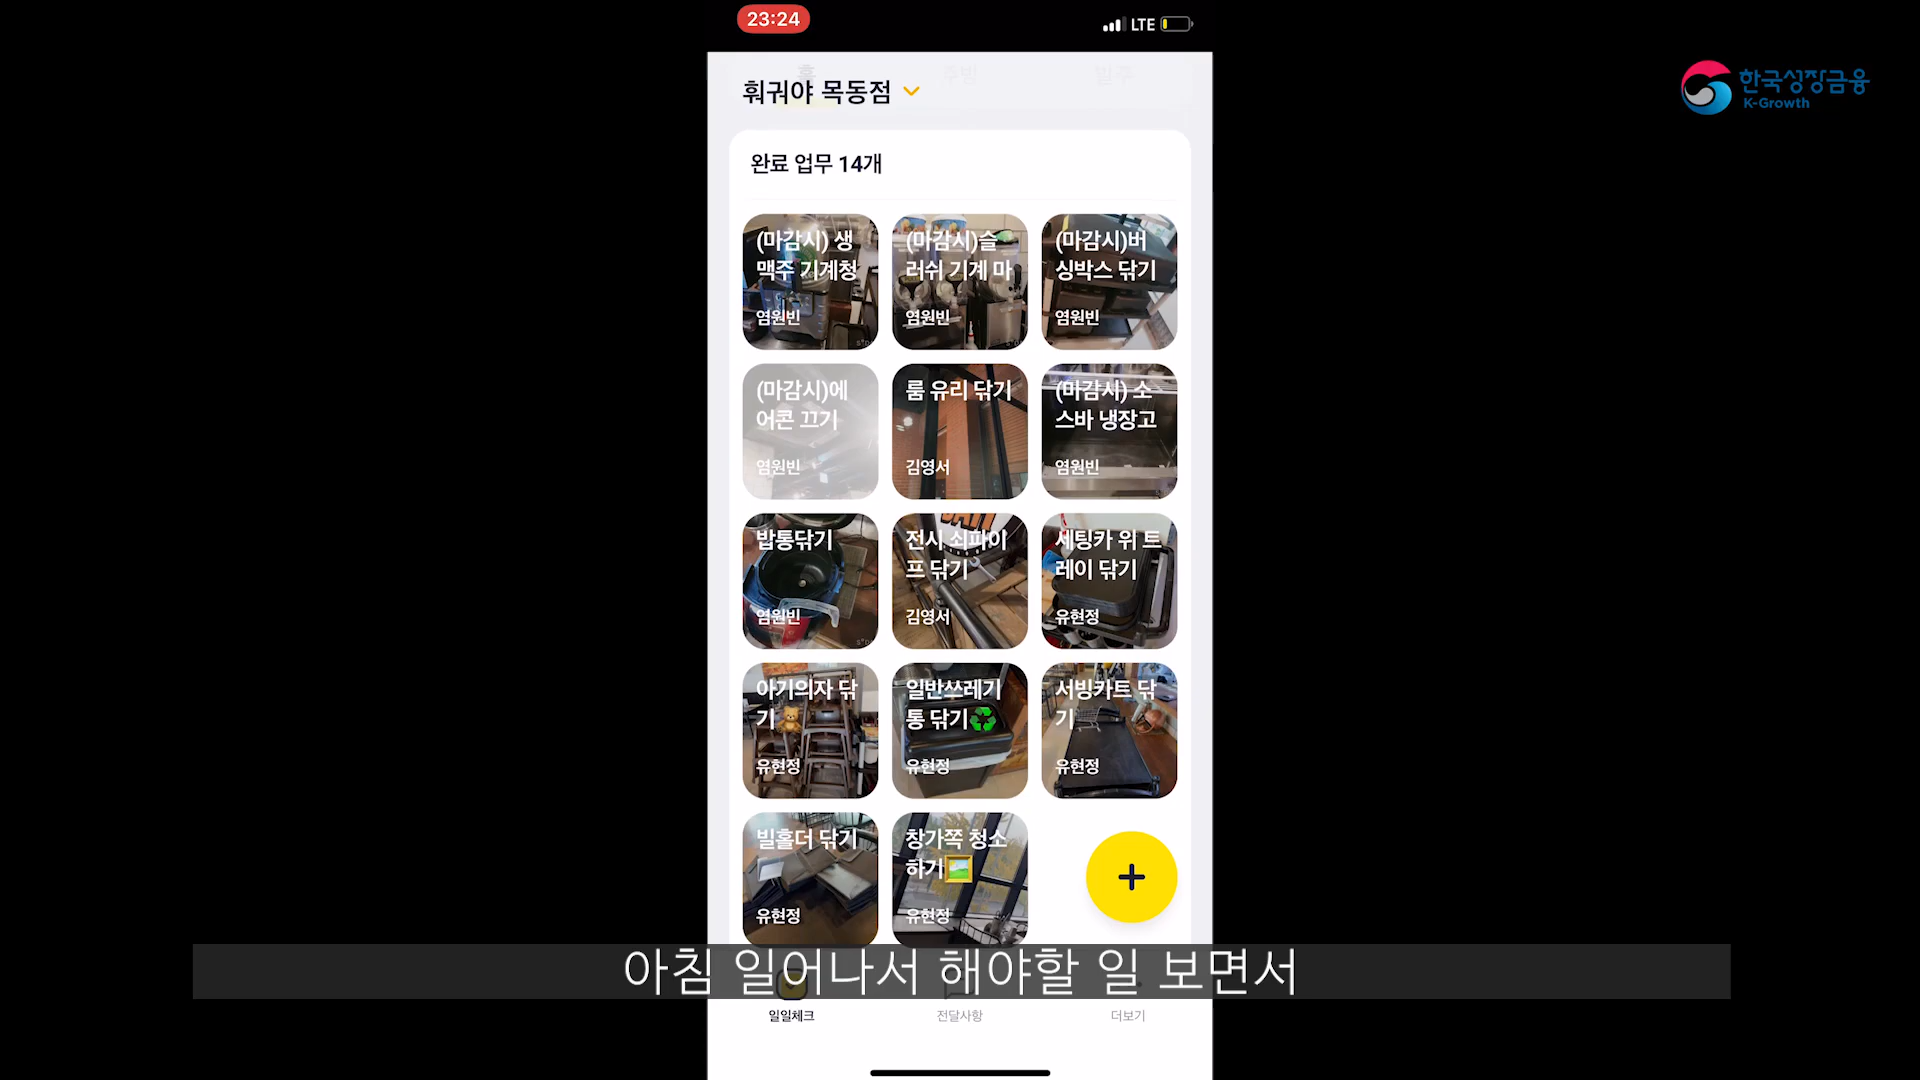 23:24
LTE
한국성장금융
K-Growth
홀
주방
훠궈야 목동점
완료 업무 14개
(마감시) 생
맥주 기계청
염원빈
(마감시)슬
러쉬 기계 마
염원빈
(마감시)버
싱박스 닦기
염원빈
(마감시)에
어콘 끄기
염원빈
룸 유리 닦기
김영서
(마감시) 소
스바 냉장고
염원빈
밥통닦기
염원빈
전시 쇠파이
프 닦기
김영서
세팅카 위 트
레이 닦기
유현정
아기의자 닦
기🧸
유현정
일반쓰레기
통 닦기♻️
유현정
서빙카트 닦
기🛒
유현정
빌홀더 닦기
유현정
창가쪽 청소
하기🖼️
유현정
+
아침 일어나서 해야할 일 보면서
일일체크
전달사항
더보기